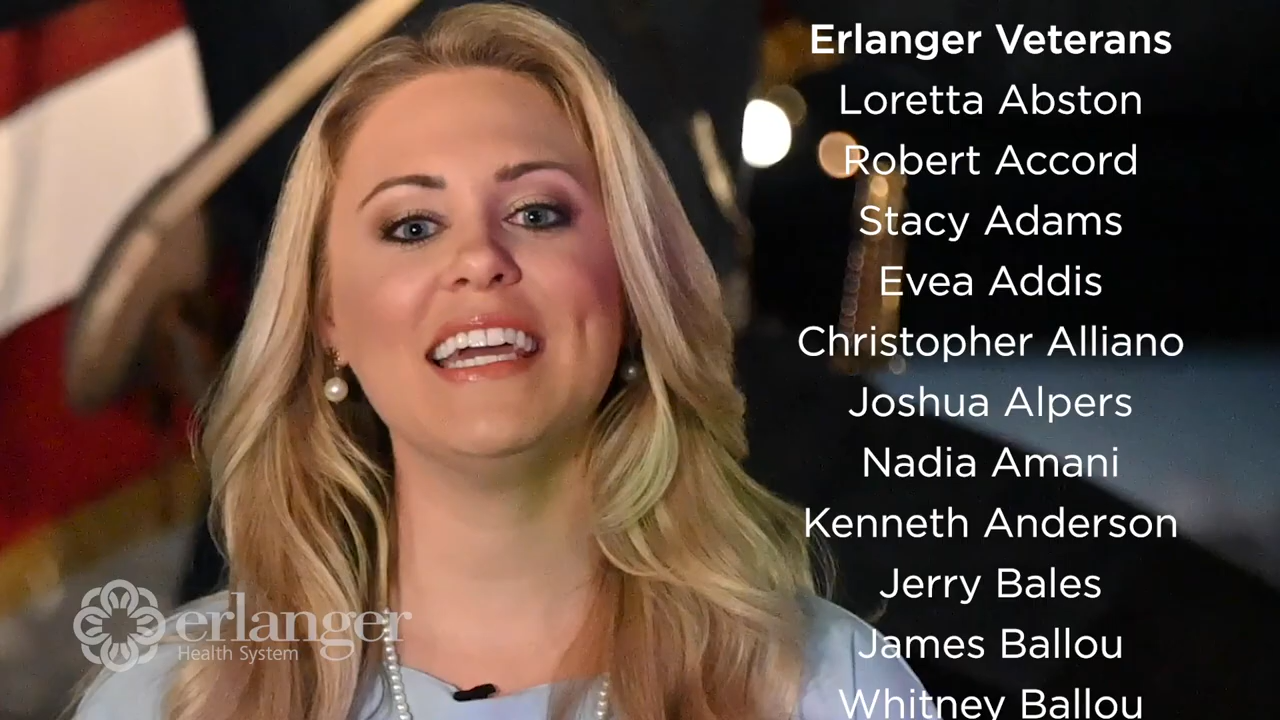 Erlanger Veterans
Loretta Abston
Robert Accord
Stacy Adams
Evea Addis
Christopher Alliano
Joshua Alpers
Nadia Amani
Kenneth Anderson
Jerry Bales
James Ballou
Whitney Ballou
erlanger
Health System